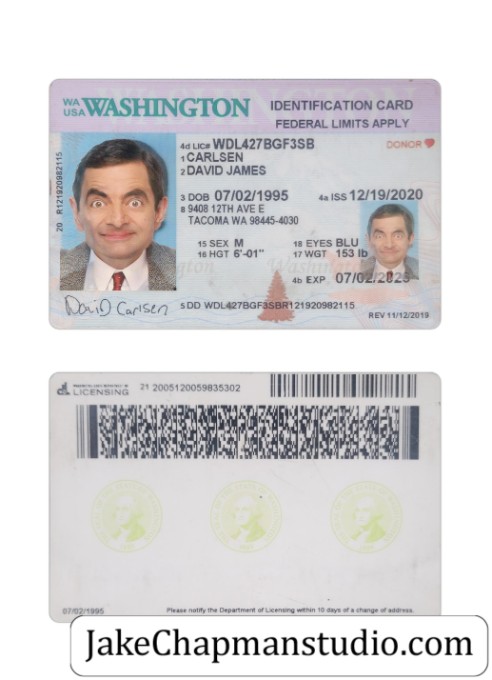 WA
USA WASHINGTON
IDENTIFICATION CARD
FEDERAL LIMITS APPLY
4d LIC# WDL427BGF3SB
DONOR
1 CARLSEN
2 DAVID JAMES
20 R121920982115
3 DOB 07/02/1995
4a ISS 12/19/2020
8 9408 12TH AVE E
TACOMA WA 98445-4030
15 SEX M
18 EYES BLU
16 HGT 6'-01"
17 WGT 153 lb
4b EXP 07/02/2025
David Carlsen
5 DD WDL427BGF3SBR121920982115
REV 11/12/2019
LICENSING
21 2005120059835302
07/02/1995
Please notify the Department of Licensing within 10 days of a change of address.
JakeChapmanstudio.com